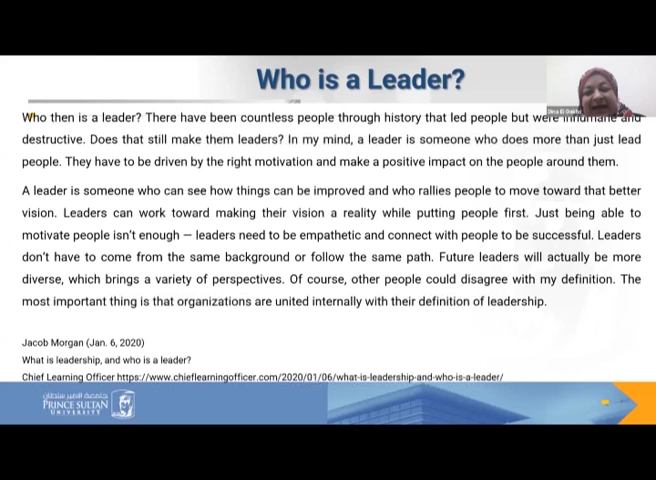 Who is a Leader?
Who then is a leader? There have been countless people through history that led people but were inhumane and
destructive. Does that still make them leaders? In my mind, a leader is someone who does more than just lead
people. They have to be driven by the right motivation and make a positive impact on the people around them.
A leader is someone who can see how things can be improved and who rallies people to move toward that better
vision. Leaders can work toward making their vision a reality while putting people first. Just being able to
motivate people isn't enough — leaders need to be empathetic and connect with people to be successful. Leaders
don't have to come from the same background or follow the same path. Future leaders will actually be more
diverse, which brings a variety of perspectives. Of course, other people could disagree with my definition. The
most important thing is that organizations are united internally with their definition of leadership.
Jacob Morgan (Jan. 6, 2020)
What is leadership, and who is a leader?
Chief Learning Officer https://www.chieflearningofficer.com/2020/01/06/what-is-leadership-and-who-is-a-leader/
جامعة الأمير سلطان
PRINCE SULTAN
UNIVERSITY